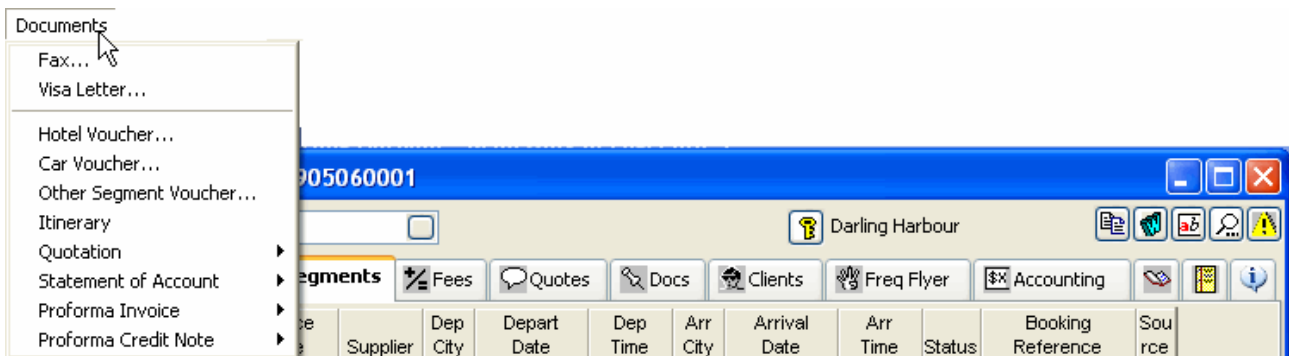 Documents
Fax...
Visa Letter...
Hotel Voucher...
Car Voucher...
Other Segment Voucher...
Itinerary
Quotation
Statement of Account
Proforma Invoice
Proforma Credit Note
905060001
Darling Harbour
egments Fees Quotes Docs Clients Freq Flyer Accounting
Supplier Dep City Depart Date Dep Time Arr City Arrival Date Arr Time Status Booking Reference Sou rce